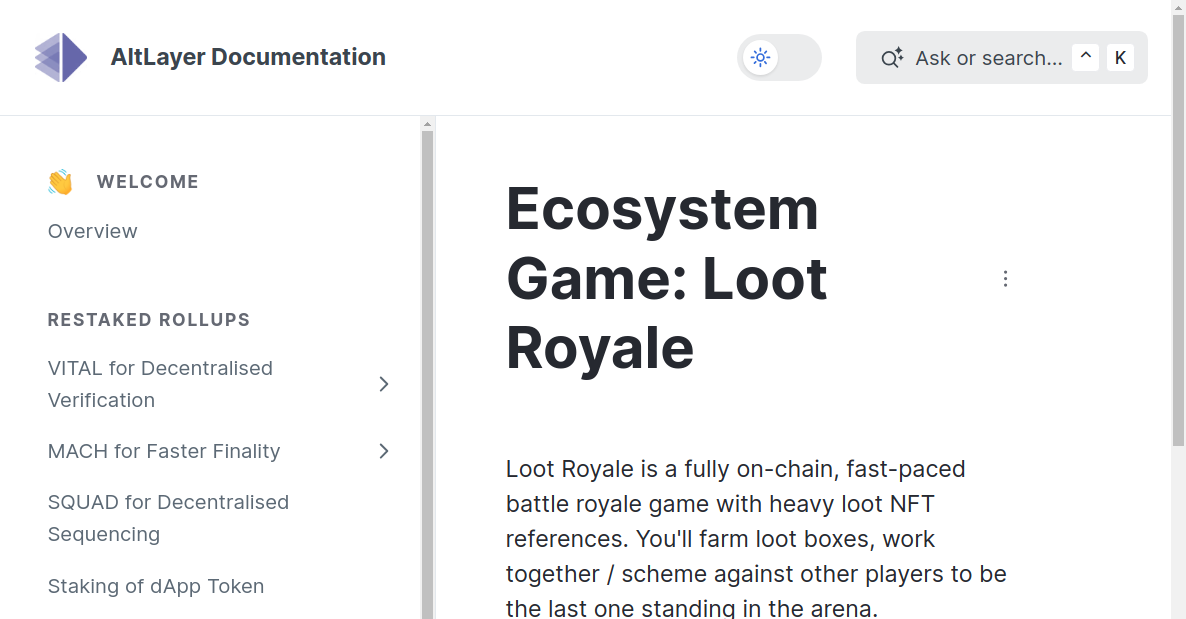 AltLayer Documentation
Ask or search... ^ K
WELCOME
Overview
RESTAKED ROLLUPS
VITAL for Decentralised
Verification
MACH for Faster Finality
SQUAD for Decentralised
Sequencing
Staking of dApp Token
Ecosystem
Game: Loot
Royale
Loot Royale is a fully on-chain, fast-paced
battle royale game with heavy loot NFT
references. You'll farm loot boxes, work
together / scheme against other players to be
the last one standing in the arena.